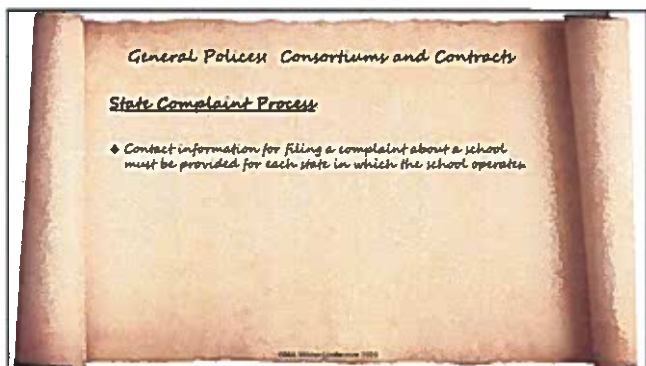 General Polices: Consortiums and Contracts
State Complaint Process
◆ Contact information for filing a complaint about a school
must be provided for each state in which the school operates.
Conference